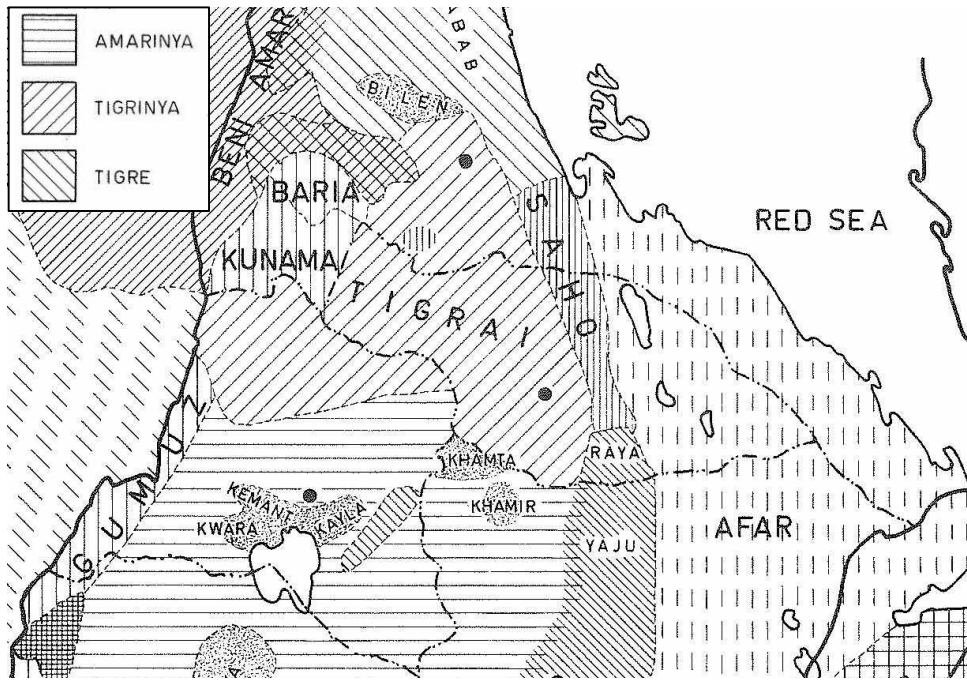 AMARINYA
TIGRINYA
TIGRE
BENI AMAR
BAB
BILEN
BARIA
KUNAMA
TIGRAI
SAHO
RED SEA
GUMUZ
RAYA
KHAMTA
KHAMIR
KEMANT
KAYLA
KWARA
YAJU
AFAR